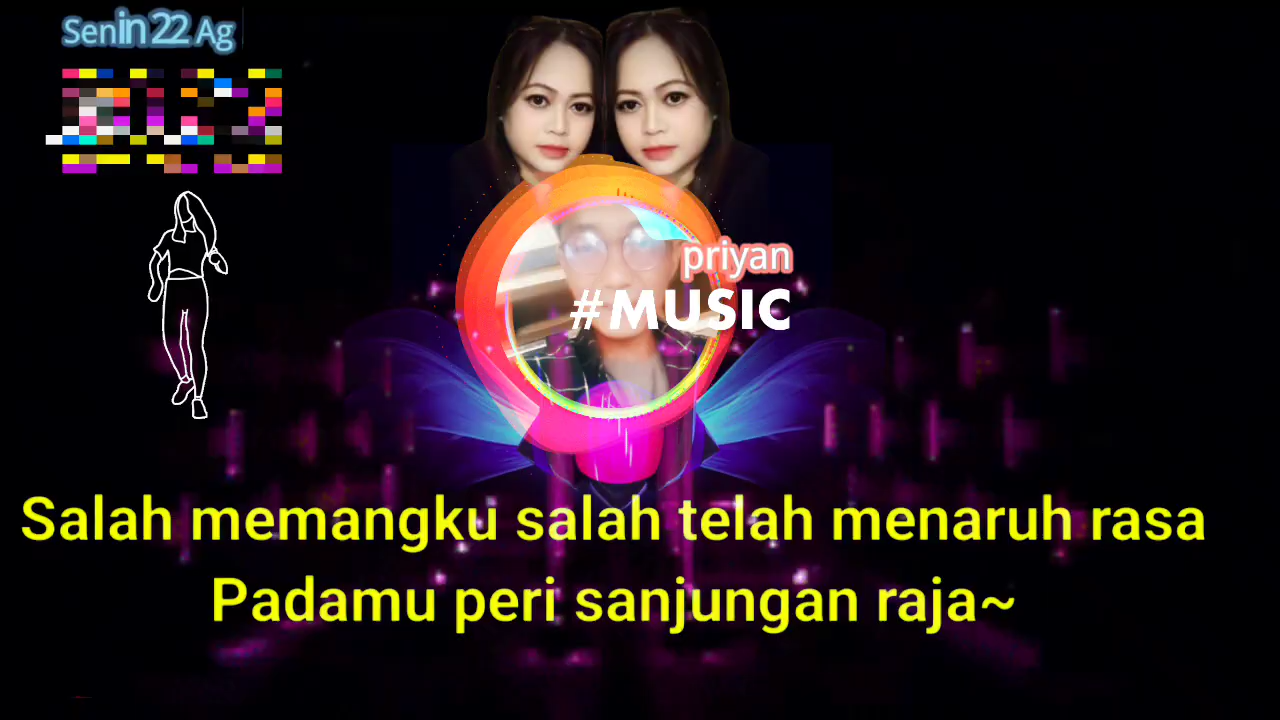 Senin 22 Ag
priyan
#MUSIC
Salah memangku salah telah menaruh rasa
Padamu peri sanjungan raja~